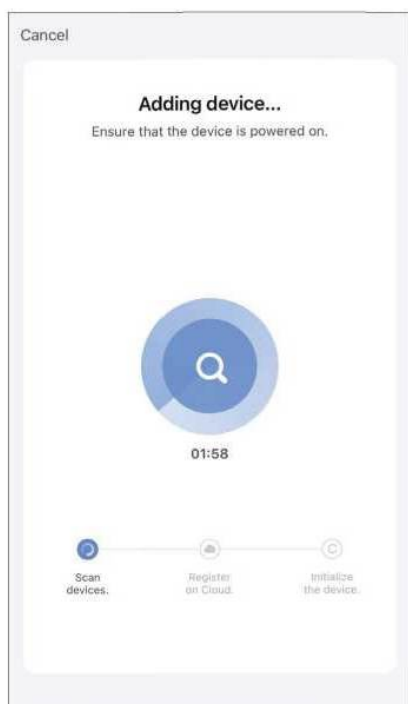 Cancel
Adding device...
Ensure that the device is powered on.
01:58
Scan
devices.
Register
on Cloud.
Initialize
the device.